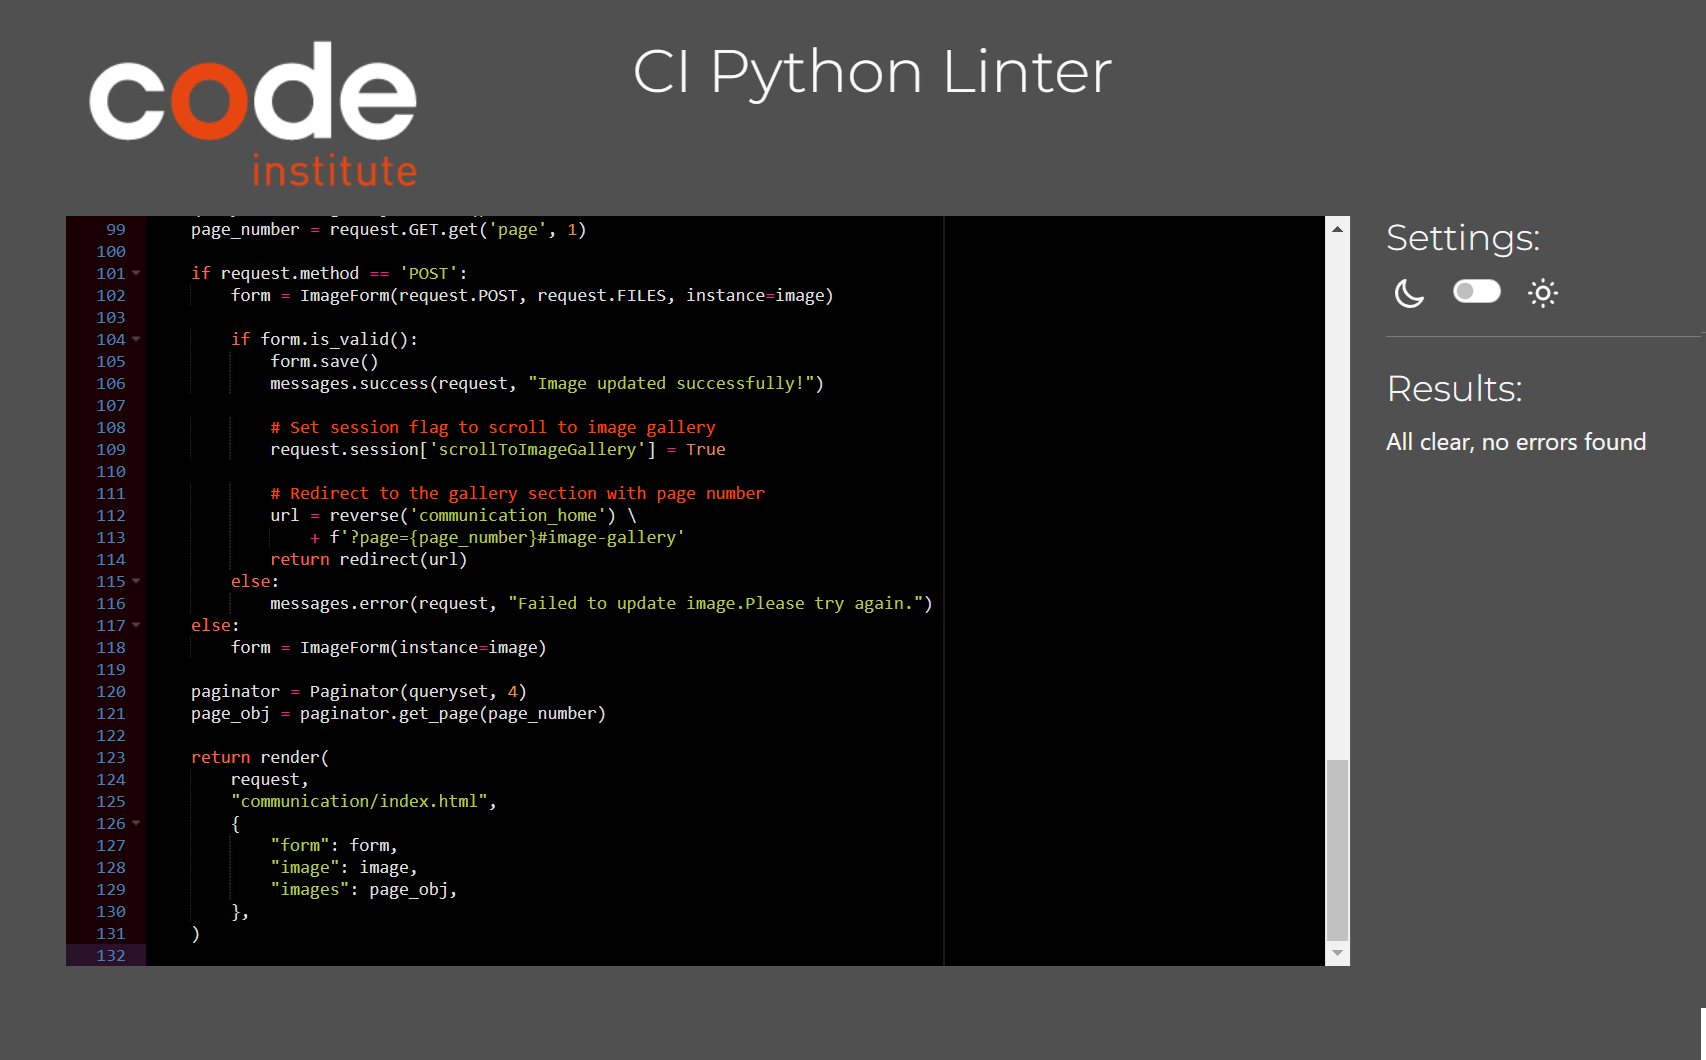 code
institute
CI Python Linter
99 page_number = request.GET.get('page', 1)
100
101 if request.method == 'POST':
102 form = ImageForm(request.POST, request.FILES, instance=image)
103
104 if form.is_valid():
105 form.save()
106 messages.success(request, "Image updated successfully!")
107
108 # Set session flag to scroll to image gallery
109 request.session['scrollToImageGallery'] = True
110
111 # Redirect to the gallery section with page number
112 url = reverse('communication_home') \
113 + f'?page={page_number}#image-gallery'
114 return redirect(url)
115 else:
116 messages.error(request, "Failed to update image.Please try again.")
117 else:
118 form = ImageForm(instance=image)
119
120 paginator = Paginator(queryset, 4)
121 page_obj = paginator.get_page(page_number)
122
123 return render(
124 request,
125 "communication/index.html",
126 {
127 "form": form,
128 "image": image,
129 "images": page_obj,
130 },
131 )
132
Settings:
Results:
All clear, no errors found